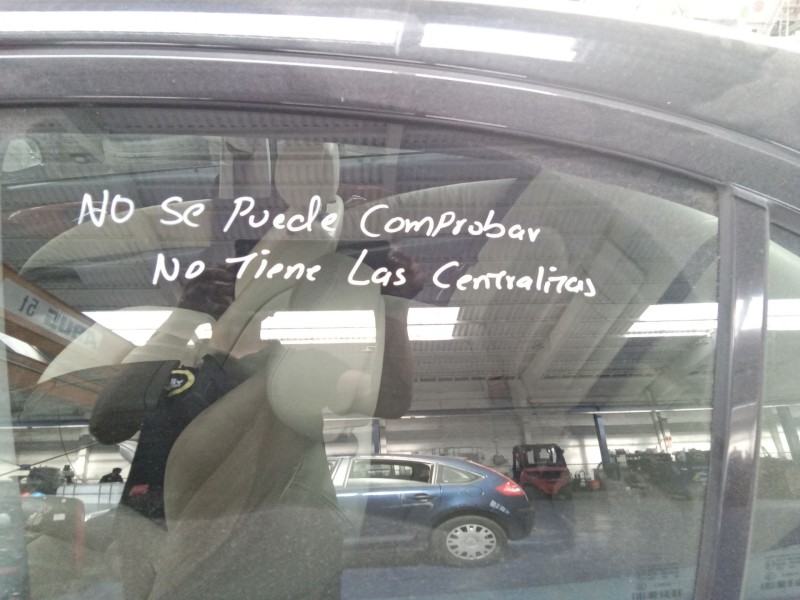 NO Se Puede Comprobar
No Tiene Las Centralitas